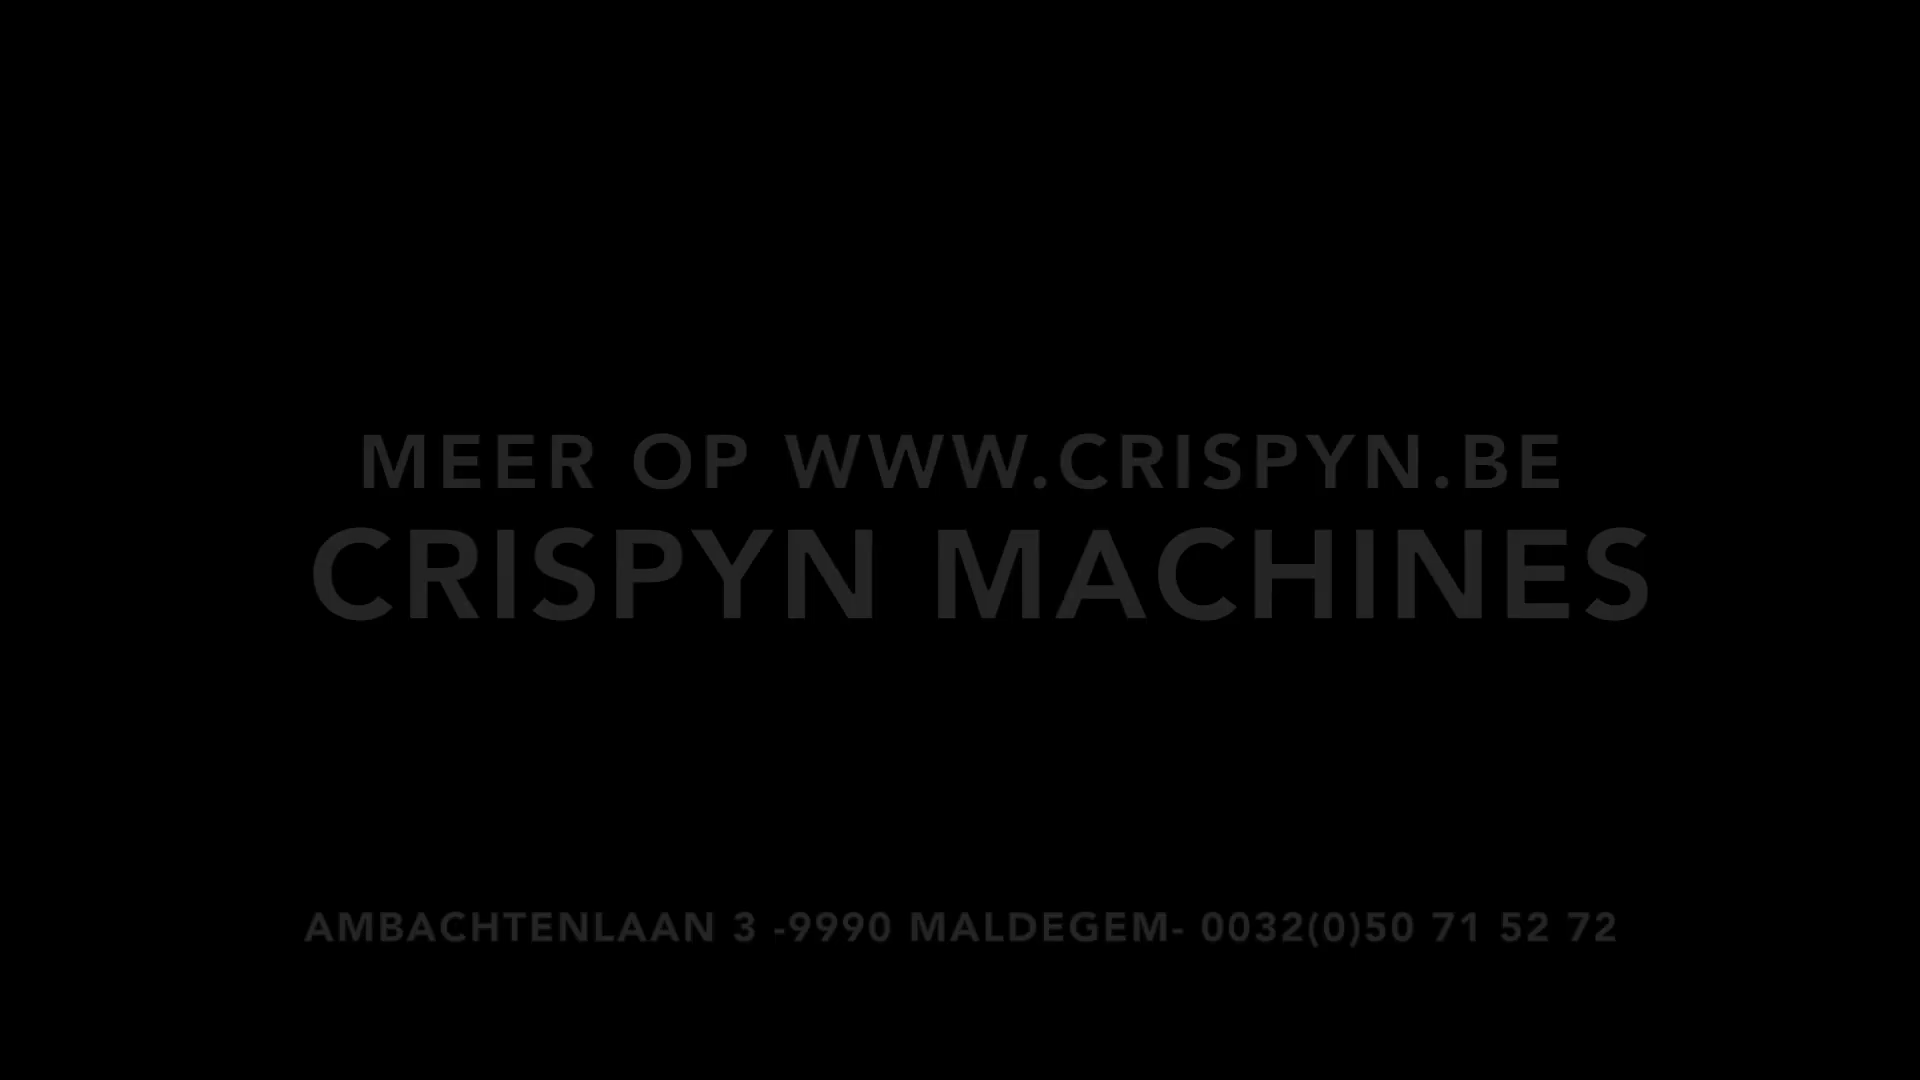 MEER OP WWW.CRISPYN.BE
CRISPYN MACHINES
AMBACHTENLAAN 3 -9990 MALDEGEM- 0032(0)50 71 52 72